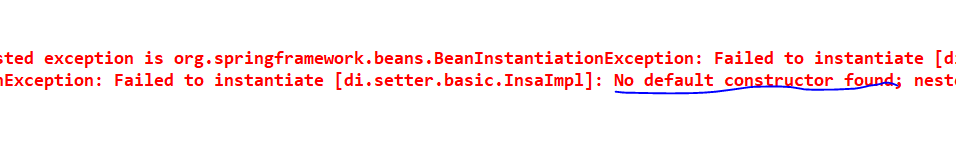 sted exception is org.springframework.beans.BeanInstantiationException: Failed to instantiate [di
nException: Failed to instantiate [di.setter.basic.InsaImpl]: No default constructor found; neste